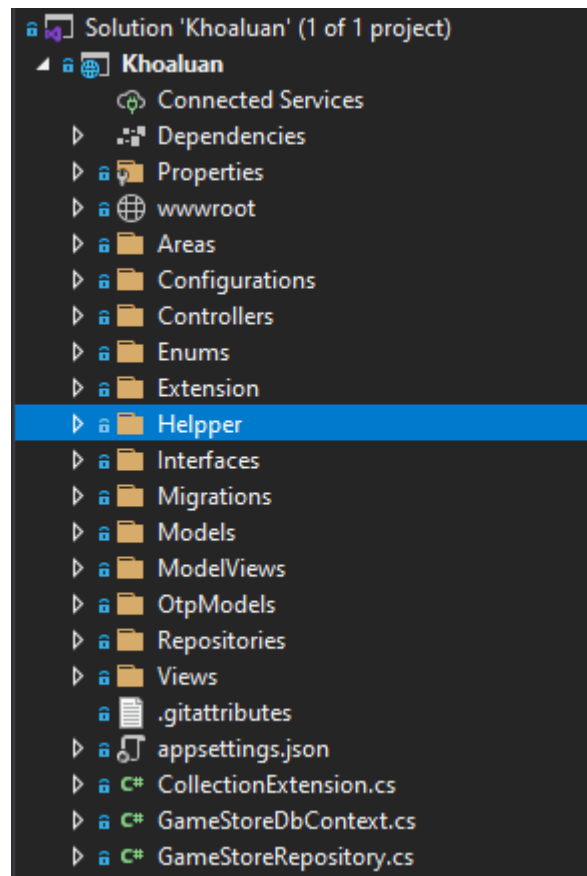 Solution 'Khoaluan' (1 of 1 project)
Khoaluan
Connected Services
Dependencies
Properties
wwwroot
Areas
Configurations
Controllers
Enums
Extension
Helpper
Interfaces
Migrations
Models
ModelViews
OtpModels
Repositories
Views
.gitattributes
appsettings.json
C# CollectionExtension.cs
C# GameStoreDbContext.cs
C# GameStoreRepository.cs